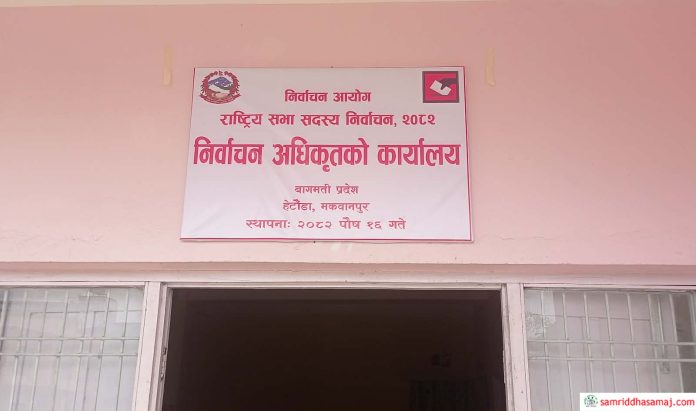 निर्वाचन आयोग
राष्ट्रिय सभा सदस्य निर्वाचन, २०८२
निर्वाचन अधिकृतको कार्यालय
बागमती प्रदेश
हेटौंडा, मकवानपुर
स्थापनाः २०८२ पौष १६ गते
samriddhasamaj.com